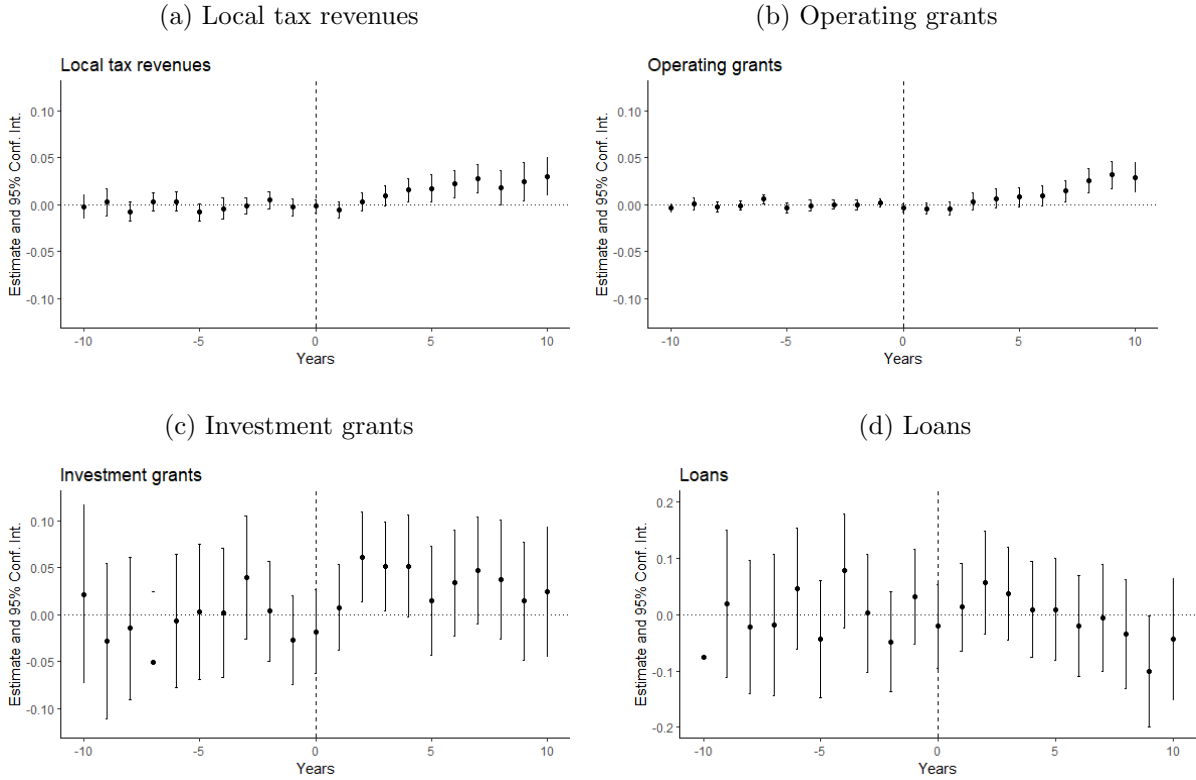 (a) Local tax revenues
Local tax revenues
Estimate and 95% Conf. Int.
0.10
0.05
0.00
-0.05
-0.10
-10
-5
0
5
10
Years
(b) Operating grants
Operating grants
Estimate and 95% Conf. Int.
0.10
0.05
0.00
-0.05
-0.10
-10
-5
0
5
10
Years
(c) Investment grants
Investment grants
Estimate and 95% Conf. Int.
0.10
0.05
0.00
-0.05
-0.10
-10
-5
0
5
10
Years
(d) Loans
Loans
Estimate and 95% Conf. Int.
0.2
0.1
0.0
-0.1
-0.2
-10
-5
0
5
10
Years